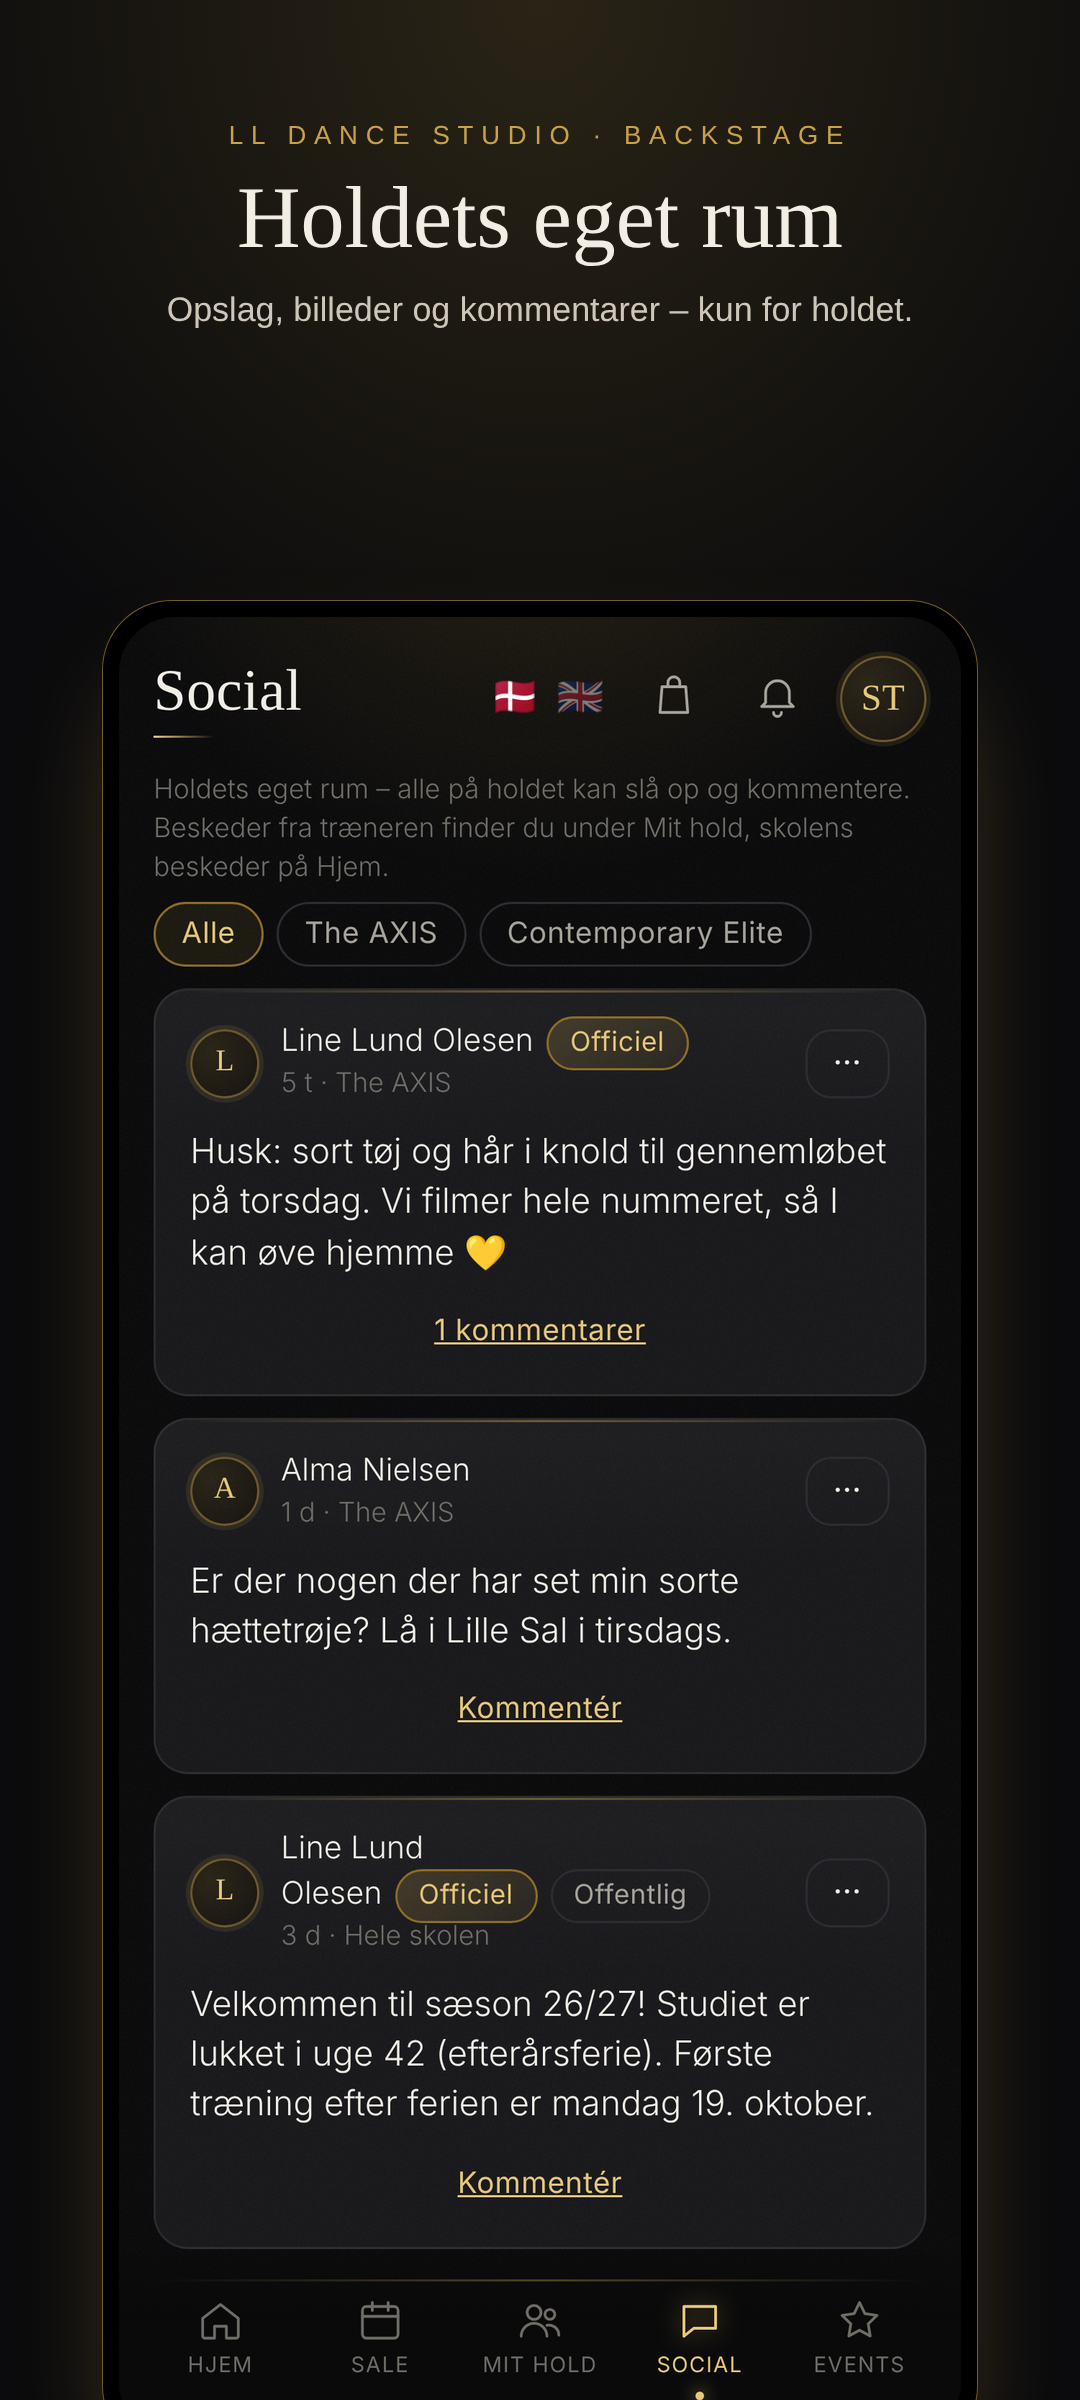 LL DANCE STUDIO · BACKSTAGE
Holdets eget rum
Opslag, billeder og kommentarer – kun for holdet.
Social
ST
Holdets eget rum – alle på holdet kan slå op og kommentere.
Beskeder fra træneren finder du under Mit hold, skolens
beskeder på Hjem.
Alle
The AXIS
Contemporary Elite
L
Line Lund Olesen
Officiel
5 t · The AXIS
Husk: sort tøj og hår i knold til gennemløbet
på torsdag. Vi filmer hele nummeret, så I
kan øve hjemme 💛
1 kommentarer
A
Alma Nielsen
1 d · The AXIS
Er der nogen der har set min sorte
hættetrøje? Lå i Lille Sal i tirsdags.
Kommentér
L
Line Lund
Olesen
Officiel
Offentlig
3 d · Hele skolen
Velkommen til sæson 26/27! Studiet er
lukket i uge 42 (efterårsferie). Første
træning efter ferien er mandag 19. oktober.
Kommentér
HJEM
SALE
MIT HOLD
SOCIAL
EVENTS